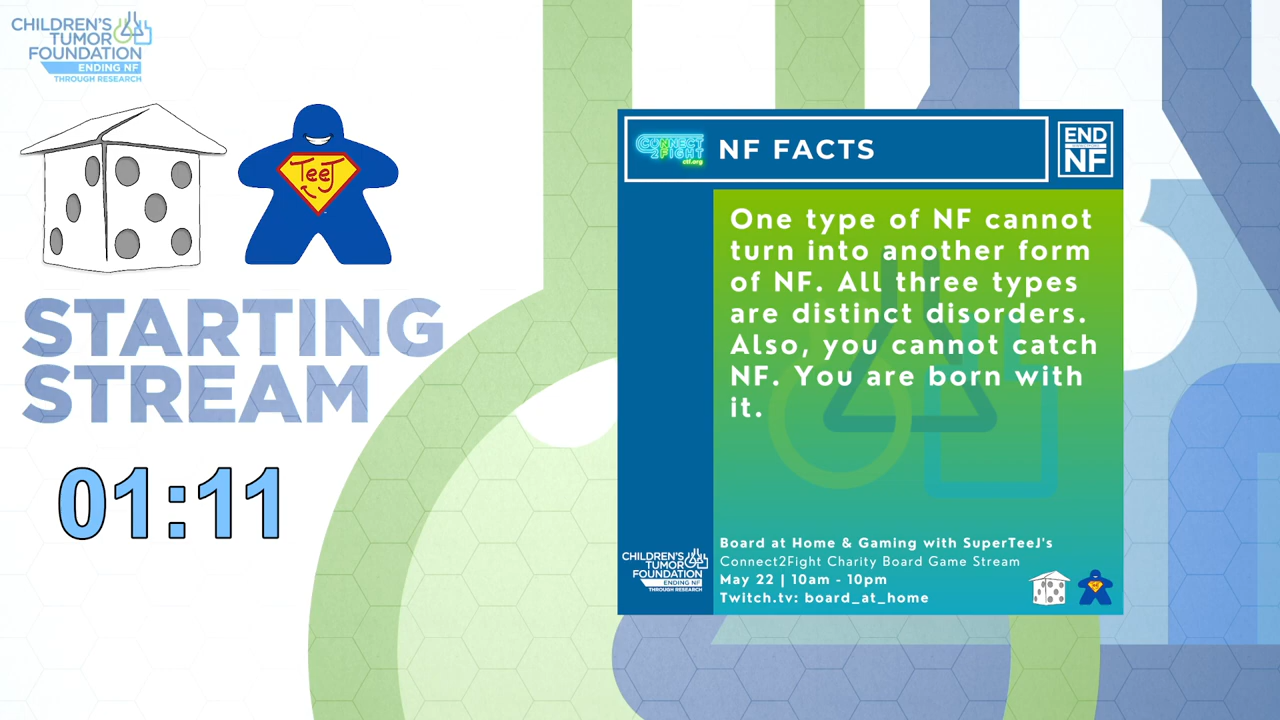 CHILDREN'S
TUMOR
FOUNDATION
ENDING NF
THROUGH RESEARCH
TeeJ
STARTING
STREAM
01:11
CONNECT
2FIGHT
ctf.org
NF FACTS
END
NF
One type of NF cannot
turn into another form
of NF. All three types
are distinct disorders.
Also, you cannot catch
NF. You are born with
it.
CHILDREN'S
TUMOR
FOUNDATION
ENDING NF
THROUGH RESEARCH
Board at Home & Gaming with SuperTeeJ's
Connect2Fight Charity Board Game Stream
May 22 | 10am - 10pm
Twitch.tv: board_at_home